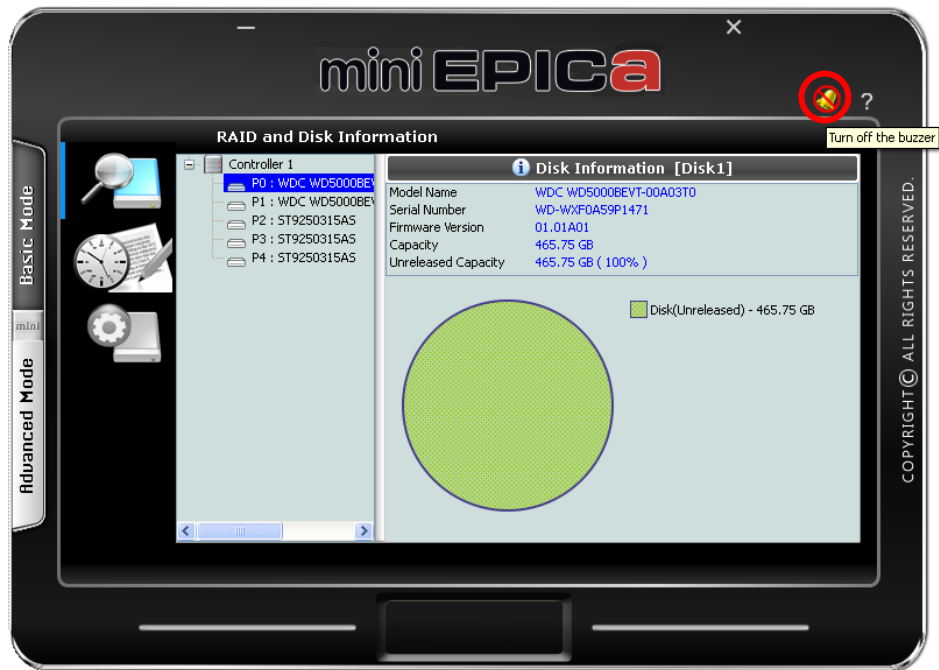 mini EPICa
?
Turn off the buzzer
RAID and Disk Information
Basic Mode
mini
Advanced Mode
Controller 1
P0 : WDC WD5000BEV
P1 : WDC WD5000BEV
P2 : ST9250315AS
P3 : ST9250315AS
P4 : ST9250315AS
Disk Information [Disk1]
Model Name WDC WD5000BEVT-00A03T0
Serial Number WD-WXF0A59P1471
Firmware Version 01.01A01
Capacity 465.75 GB
Unreleased Capacity 465.75 GB ( 100% )
Disk(Unreleased) - 465.75 GB
COPYRIGHT© ALL RIGHTS RESERVED.